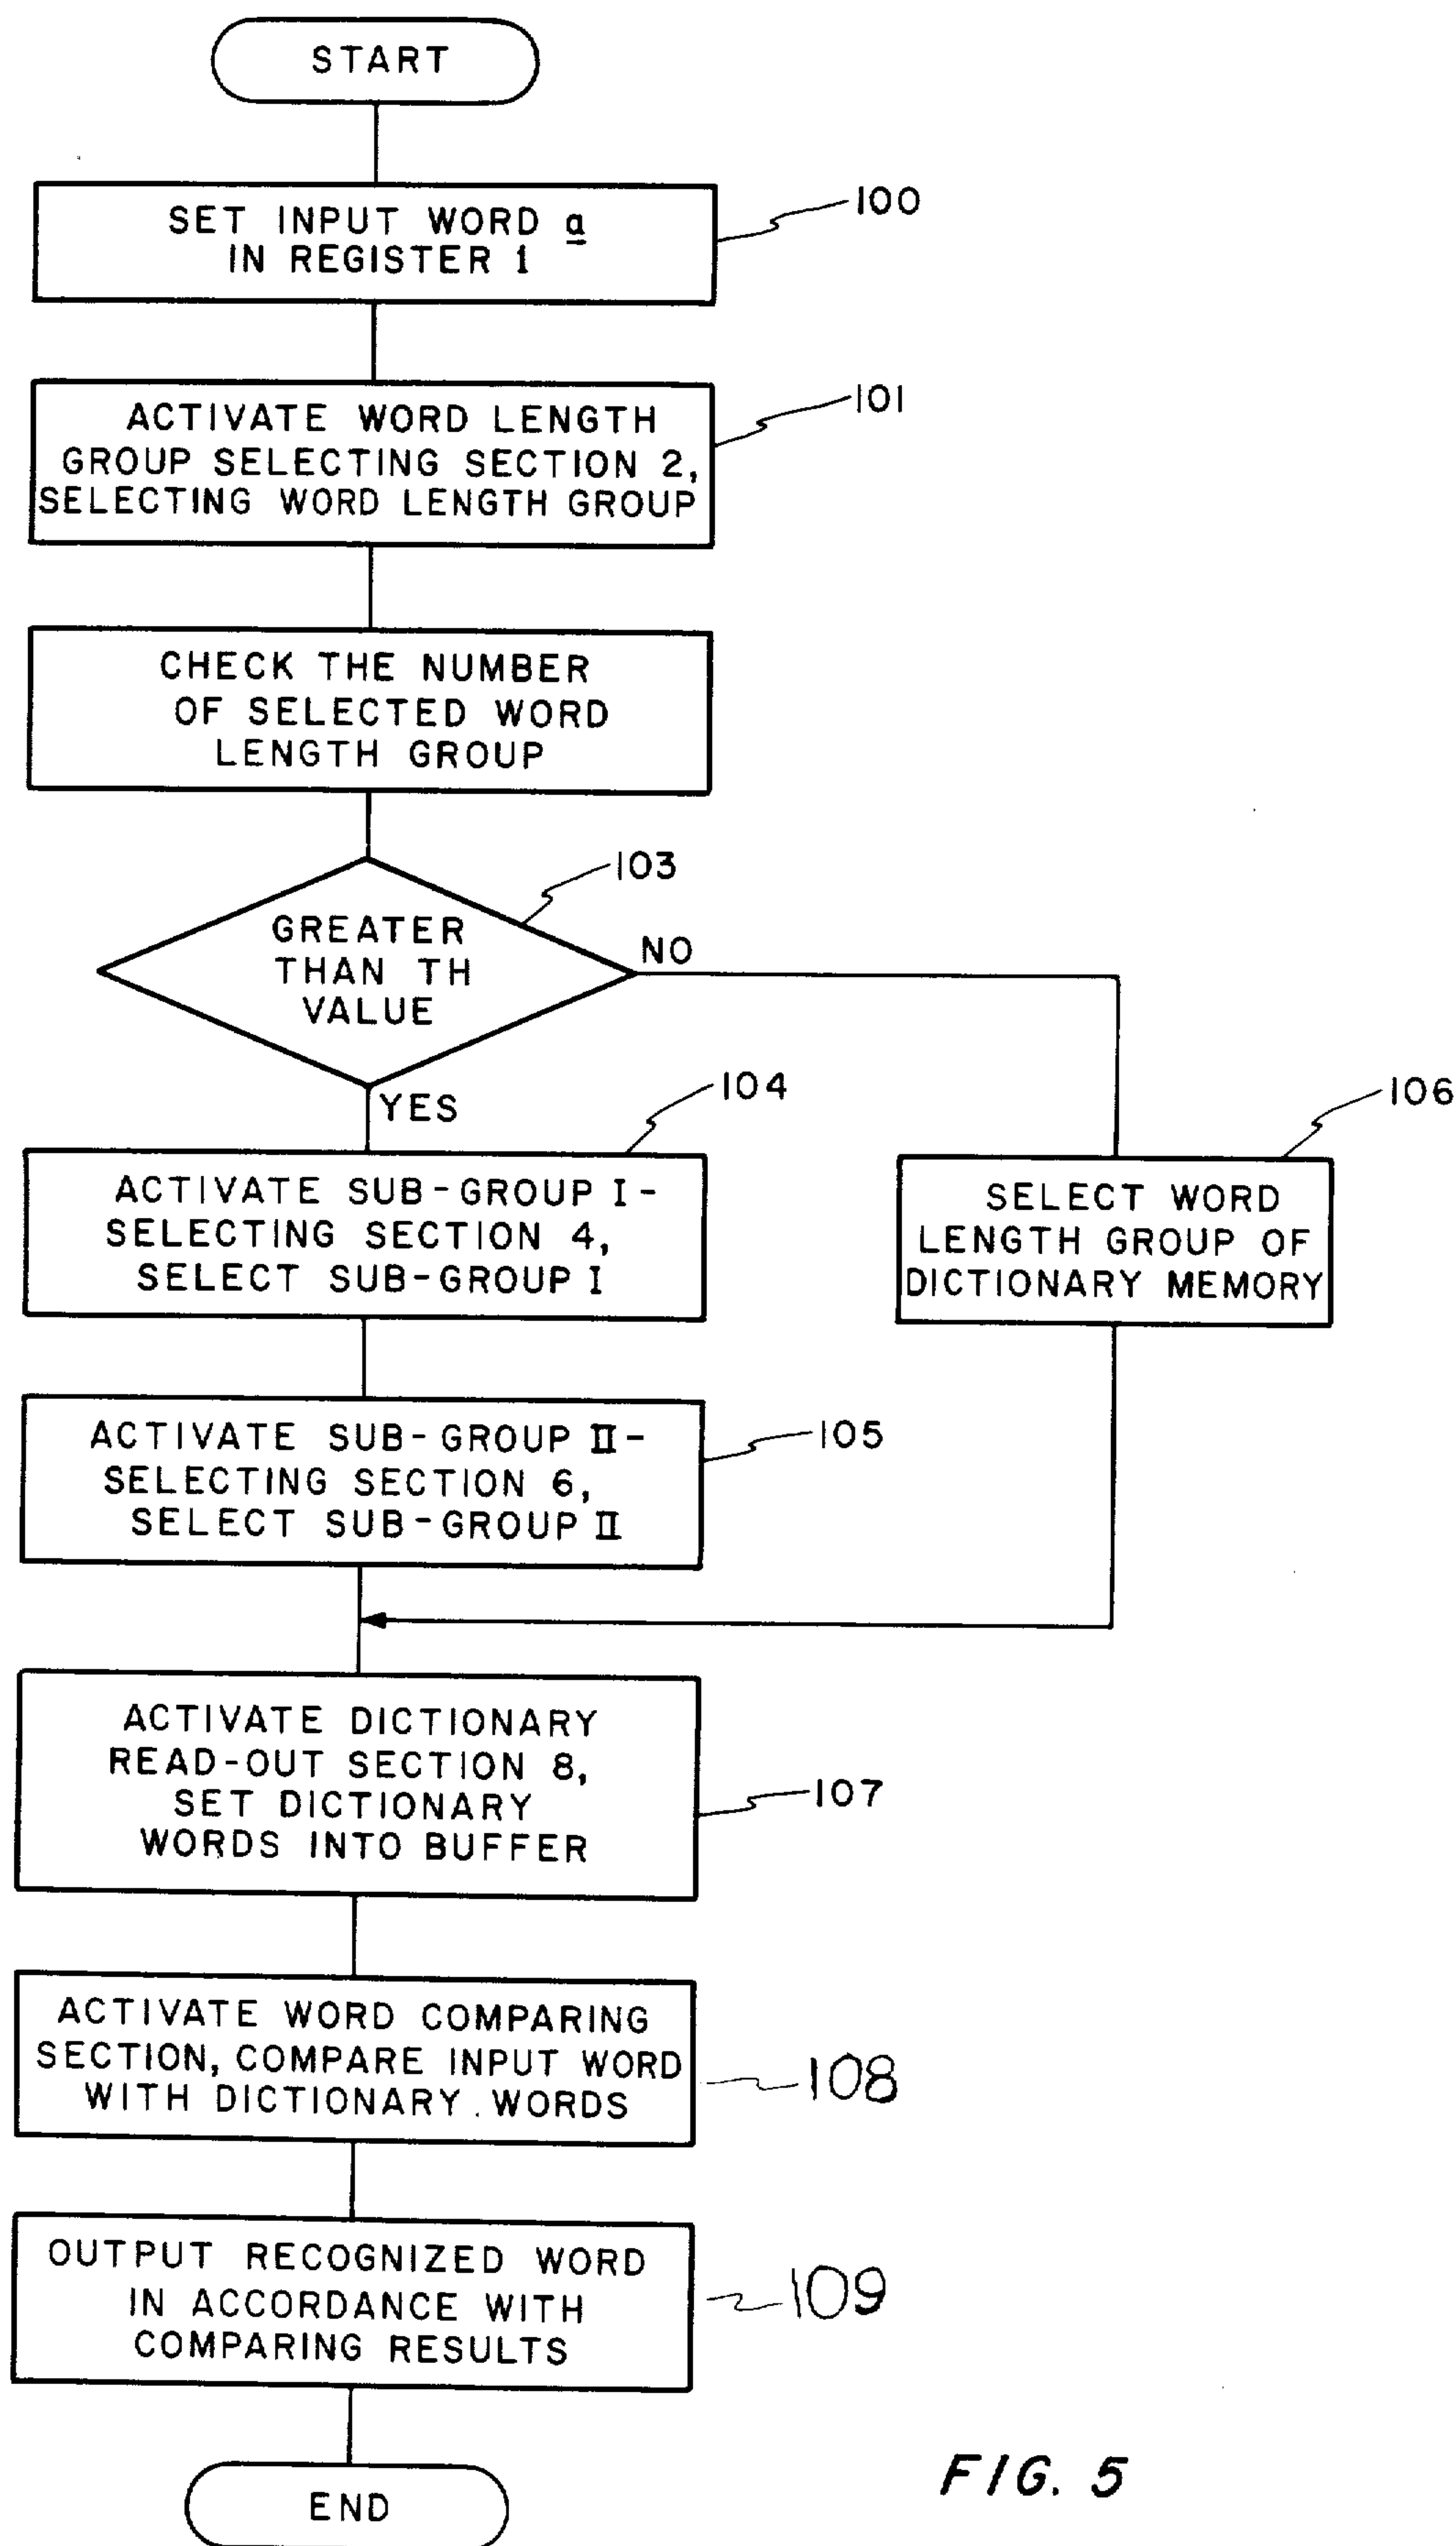 START
SET INPUT WORD a
IN REGISTER 1
100
ACTIVATE WORD LENGTH
GROUP SELECTING SECTION 2,
SELECTING WORD LENGTH GROUP
101
CHECK THE NUMBER
OF SELECTED WORD
LENGTH GROUP
103
GREATER
THAN TH
VALUE
NO
YES
104
ACTIVATE SUB-GROUP I-
SELECTING SECTION 4,
SELECT SUB-GROUP I
106
SELECT WORD
LENGTH GROUP OF
DICTIONARY MEMORY
ACTIVATE SUB-GROUP II-
SELECTING SECTION 6,
SELECT SUB-GROUP II
105
ACTIVATE DICTIONARY
READ-OUT SECTION 8,
SET DICTIONARY
WORDS INTO BUFFER
107
ACTIVATE WORD COMPARING
SECTION, COMPARE INPUT WORD
WITH DICTIONARY WORDS
108
OUTPUT RECOGNIZED WORD
IN ACCORDANCE WITH
COMPARING RESULTS
109
END
FIG. 5